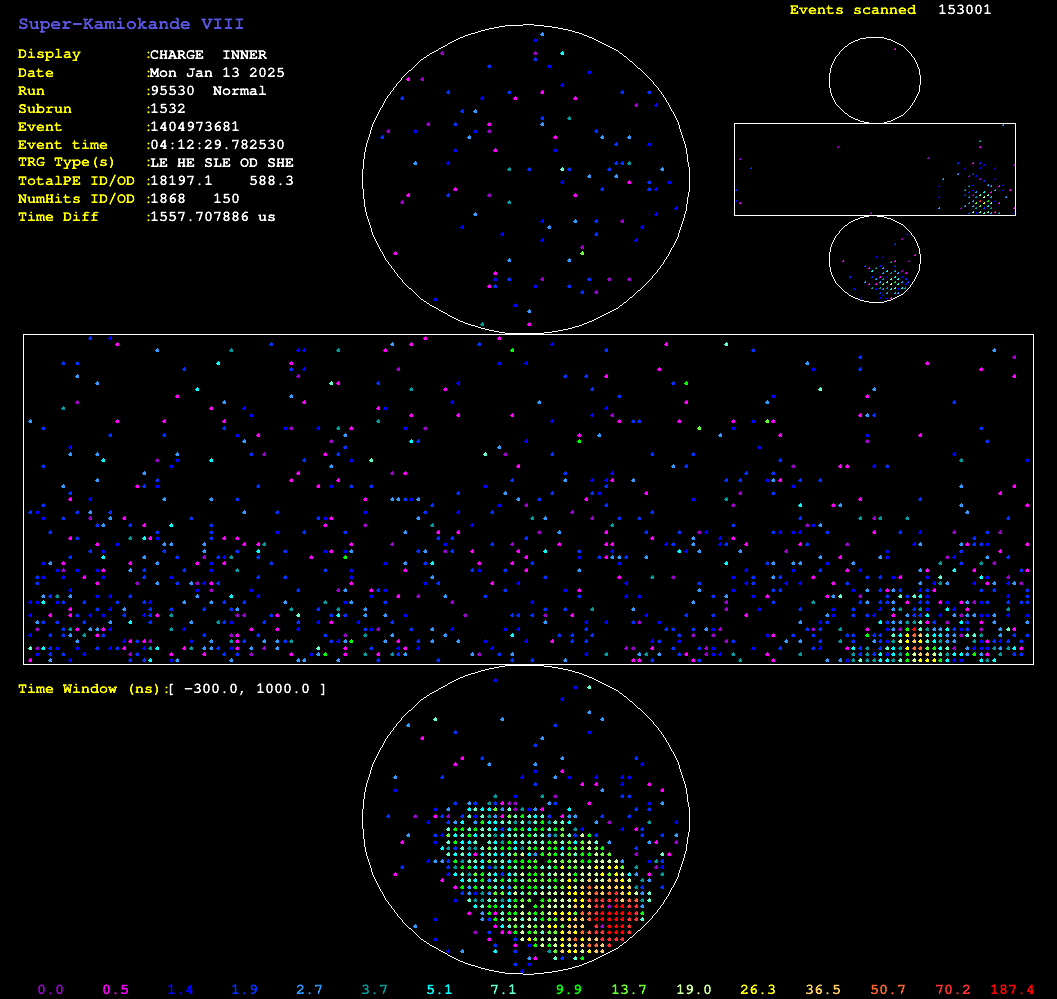 Super-Kamiokande VIII
Events scanned 153001
Display :CHARGE INNER
Date :Mon Jan 13 2025
Run :95530 Normal
Subrun :1532
Event :1404973681
Event time :04:12:29.782530
TRG Type(s) :LE HE SLE OD SHE
TotalPE ID/OD :18197.1 588.3
NumHits ID/OD :1868 150
Time Diff :1557.707886 us
Time Window (ns):[ -300.0, 1000.0 ]
0.0 0.5 1.4 1.9 2.7 3.7 5.1 7.1 9.9 13.7 19.0 26.3 36.5 50.7 70.2 187.4